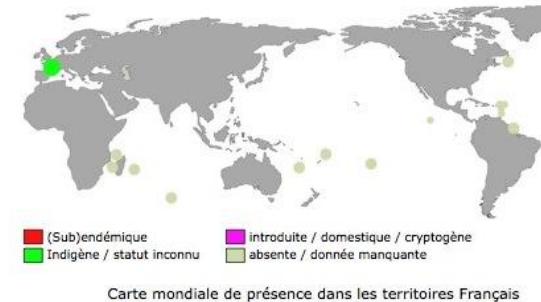 (Sub)endémique
introduite / domestique / cryptogène
Indigène / statut inconnu
absente / donnée manquante
Carte mondiale de présence dans les territoires Français